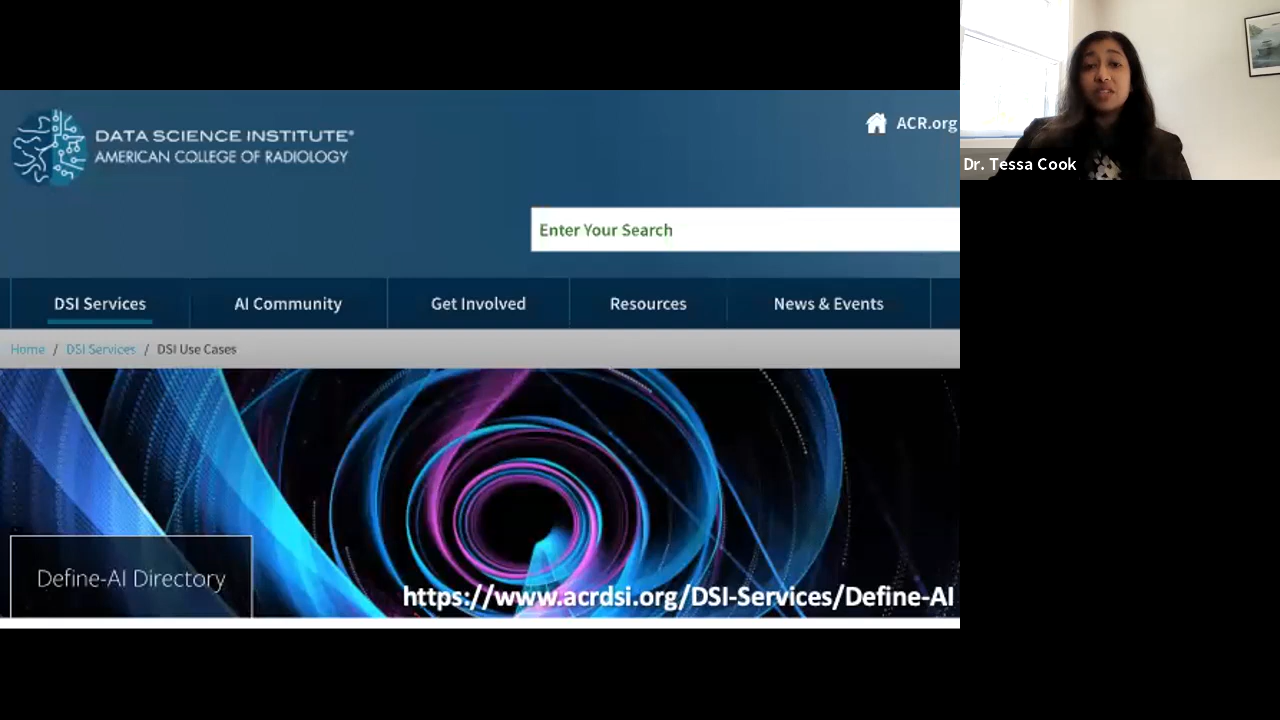 DATA SCIENCE INSTITUTE®
AMERICAN COLLEGE OF RADIOLOGY
ACR.org
Enter Your Search
DSI Services
AI Community
Get Involved
Resources
News & Events
Home / DSI Services / DSI Use Cases
Define-AI Directory
https://www.acrdsi.org/DSI-Services/Define-AI
Dr. Tessa Cook